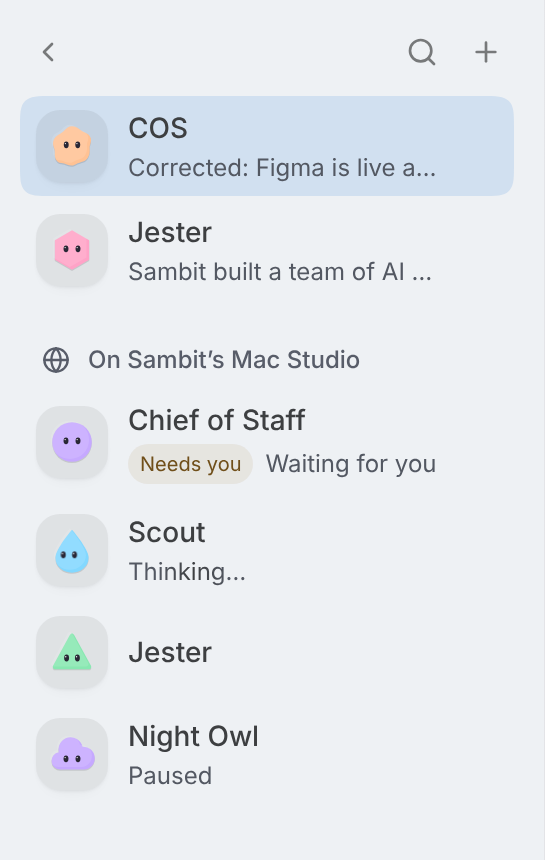 COS
Corrected: Figma is live a...
Jester
Sambit built a team of AI ...
On Sambit’s Mac Studio
Chief of Staff
Needs you Waiting for you
Scout
Thinking...
Jester
Night Owl
Paused